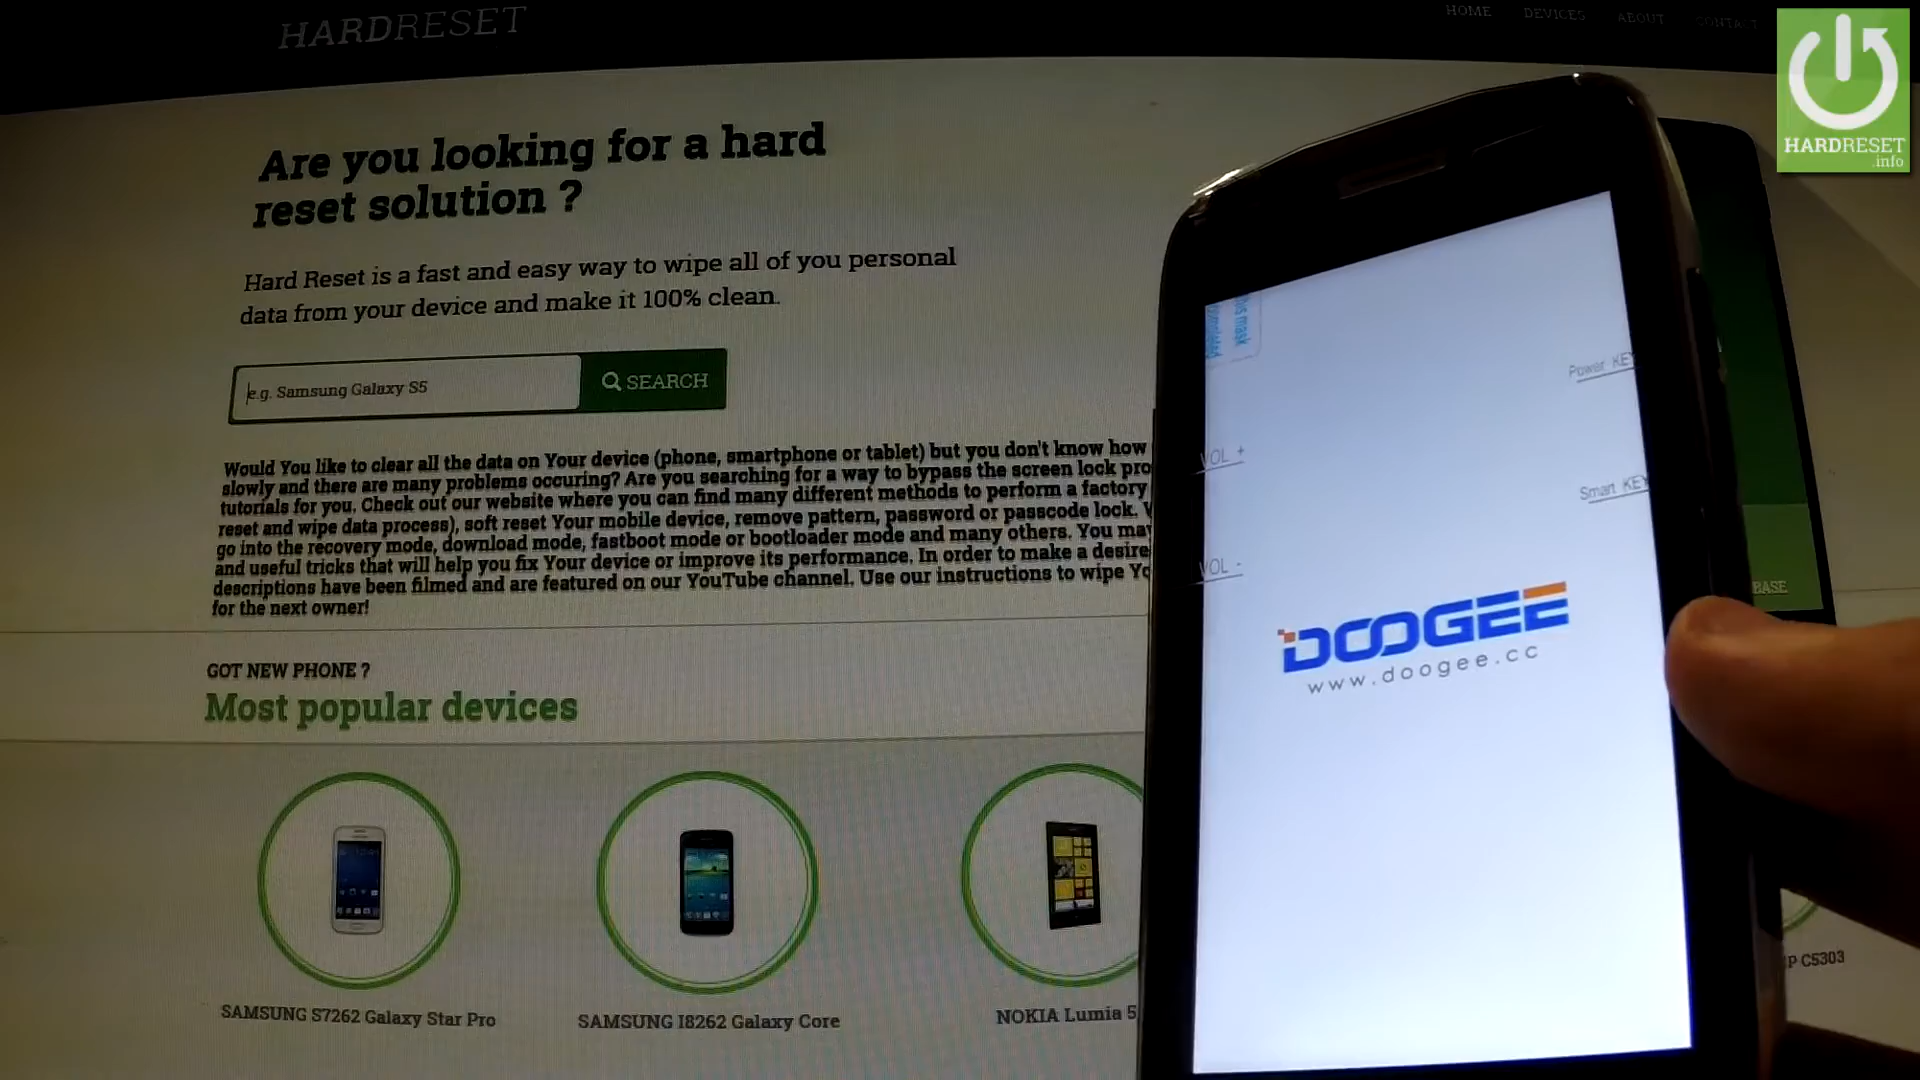 HARDRESET
HOME DEVICES ABOUT CONTACT
HARDRESET
.info
Are you looking for a hard
reset solution ?
Hard Reset is a fast and easy way to wipe all of you personal
data from your device and make it 100% clean.
e.g. Samsung Galaxy S5
SEARCH
Would You like to clear all the data on Your device (phone, smartphone or tablet) but you don't know how
slowly and there are many problems occuring? Are you searching for a way to bypass the screen lock pro
tutorials for you. Check out our website where you can find many different methods to perform a factory
reset and wipe data process), soft reset Your mobile device, remove pattern, password or passcode lock.
go into the recovery mode, download mode, fastboot mode or bootloader mode and many others. You may
and useful tricks that will help you fix Your device or improve its performance. In order to make a desire
descriptions have been filmed and are featured on our YouTube channel. Use our instructions to wipe Yo
for the next owner!
GOT NEW PHONE ?
Most popular devices
SAMSUNG S7262 Galaxy Star Pro
SAMSUNG I8262 Galaxy Core
NOKIA Lumia 5
P C5303
BASE
mask
Power KEY
VOL +
Smart KEY
VOL -
DOOGEE
www.doogee.cc